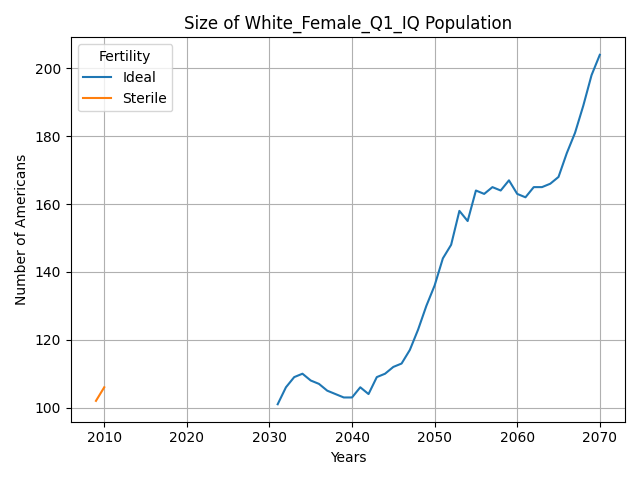 Size of White_Female_Q1_IQ Population
Fertility
Ideal
Sterile
Number of Americans
200
180
160
140
120
100
2010
2020
2030
2040
2050
2060
2070
Years